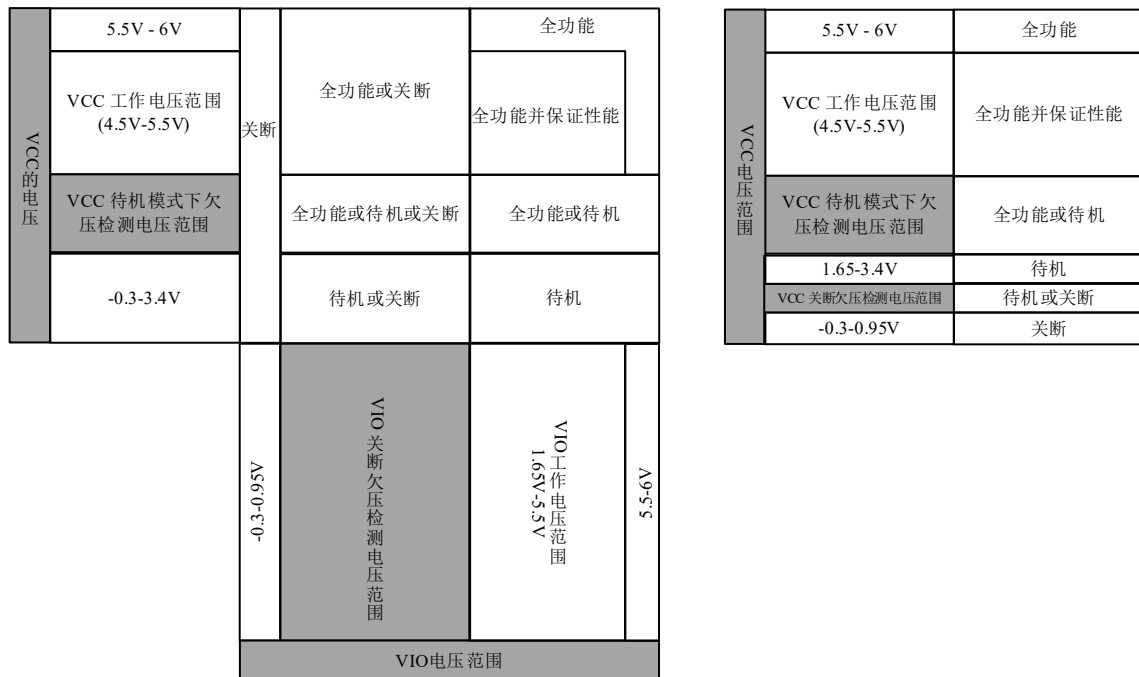 VCC的电压
5.5V - 6V
VCC 工作电压范围
(4.5V-5.5V)
VCC 待机模式下欠
压检测电压范围
-0.3-3.4V
关断
全功能或关断
全功能
全功能并保证性能
全功能或待机或关断
全功能或待机
待机或关断
待机
-0.3-0.95V
VIO关断欠压检测电压范围
VIO工作电压范围
1.65V-5.5V
5.5-6V
VIO电压范围
VCC电压范围
5.5V - 6V
全功能
VCC 工作电压范围
(4.5V-5.5V)
全功能并保证性能
VCC 待机模式下欠
压检测电压范围
全功能或待机
1.65-3.4V
待机
VCC 关断欠压检测电压范围
待机或关断
-0.3-0.95V
关断